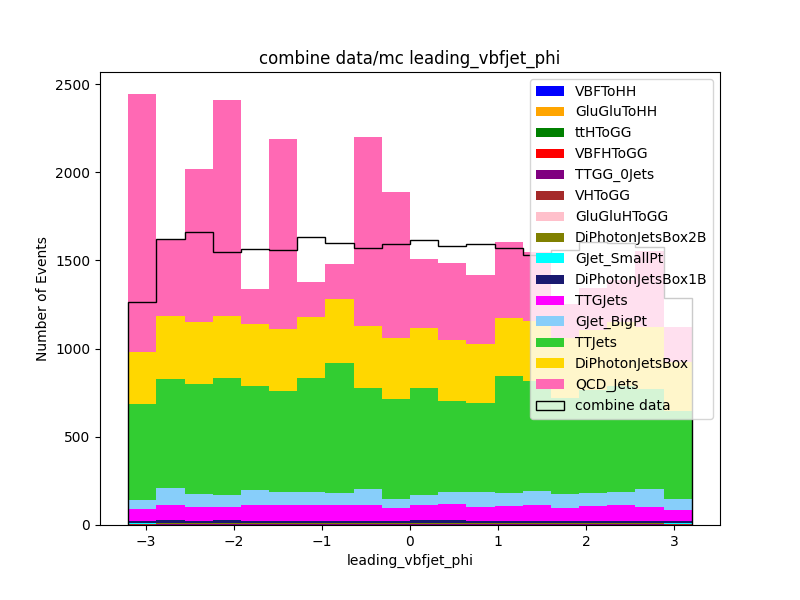 combine data/mc leading_vbfjet_phi
2500
2000
1500
1000
500
0
Number of Events
−3
−2
−1
0
1
2
3
leading_vbfjet_phi
VBFToHH
GluGluToHH
ttHToGG
VBFHToGG
TTGG_0Jets
VHToGG
GluGluHToGG
DiPhotonJetsBox2B
GJet_SmallPt
DiPhotonJetsBox1B
TTGJets
GJet_BigPt
TTJets
DiPhotonJetsBox
QCD_Jets
combine data